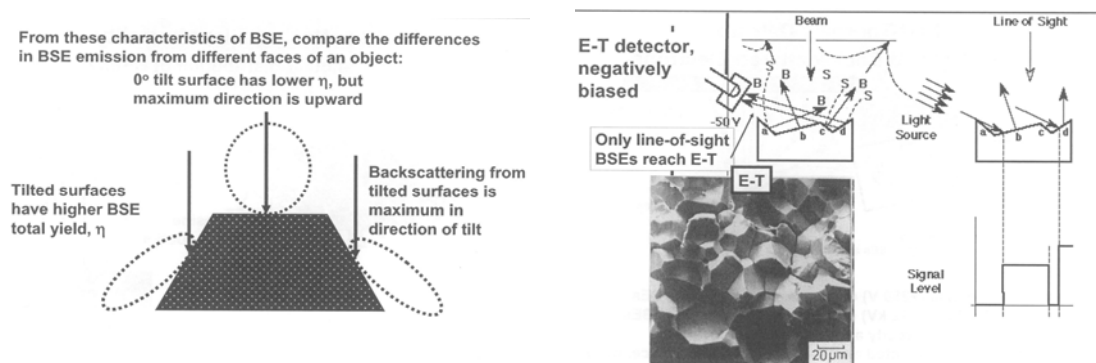 From these characteristics of BSE, compare the differences
in BSE emission from different faces of an object:
0° tilt surface has lower η, but
maximum direction is upward
Tilted surfaces
have higher BSE
total yield, η
Backscattering from
tilted surfaces is
maximum in
direction of tilt
E-T detector,
negatively
biased
Beam
Line of Sight
S
B
B
S
S
B
S
B
S
-50 V
a
b
c
d
Light
Source
a
b
c
d
Only line-of-sight
BSEs reach E-T
E-T
20µm
Signal
Level